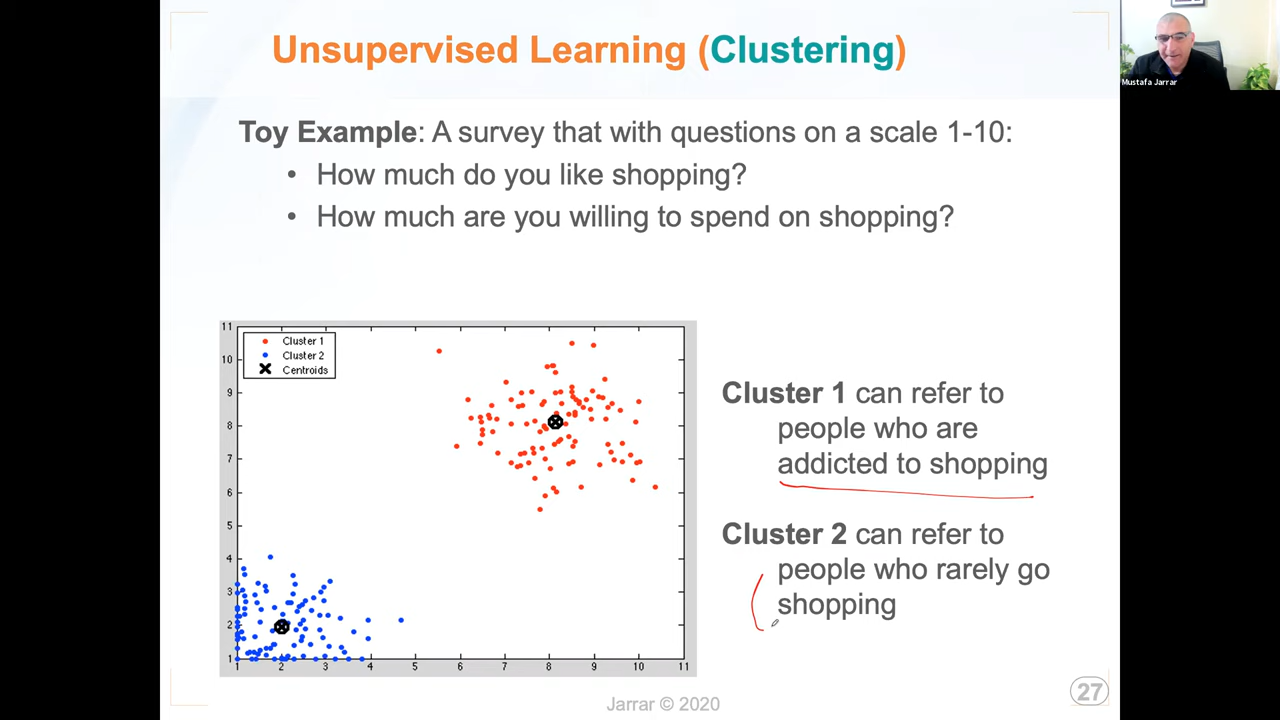 Unsupervised Learning (Clustering)
Mustafa Jarrar
Toy Example: A survey that with questions on a scale 1-10:
• How much do you like shopping?
• How much are you willing to spend on shopping?
11
10
9
8
7
6
5
4
3
2
1
Cluster 1
Cluster 2
Centroids
1 2 3 4 5 6 7 8 9 10 11
Cluster 1 can refer to
people who are
addicted to shopping
Cluster 2 can refer to
people who rarely go
shopping
Jarrar © 2020
27